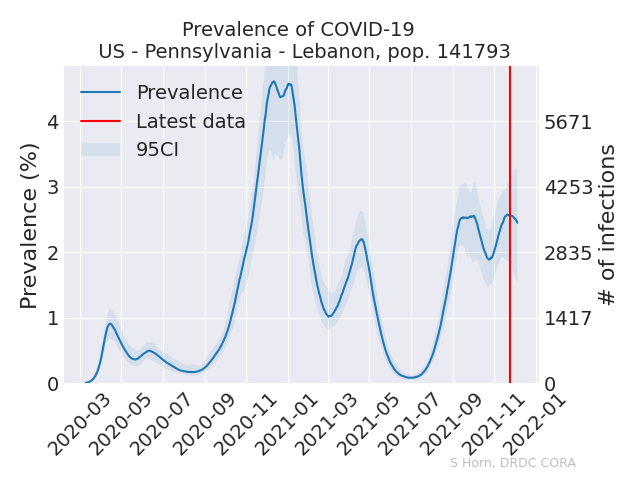 Prevalence of COVID-19
US - Pennsylvania - Lebanon, pop. 141793
Prevalence
Latest data
95CI
Prevalence (%)
4
3
2
1
0
5671
4253
2835
1417
0
# of infections
2020-03
2020-05
2020-07
2020-09
2020-11
2021-01
2021-03
2021-05
2021-07
2021-09
2021-11
2022-01
S Horn, DRDC CORA